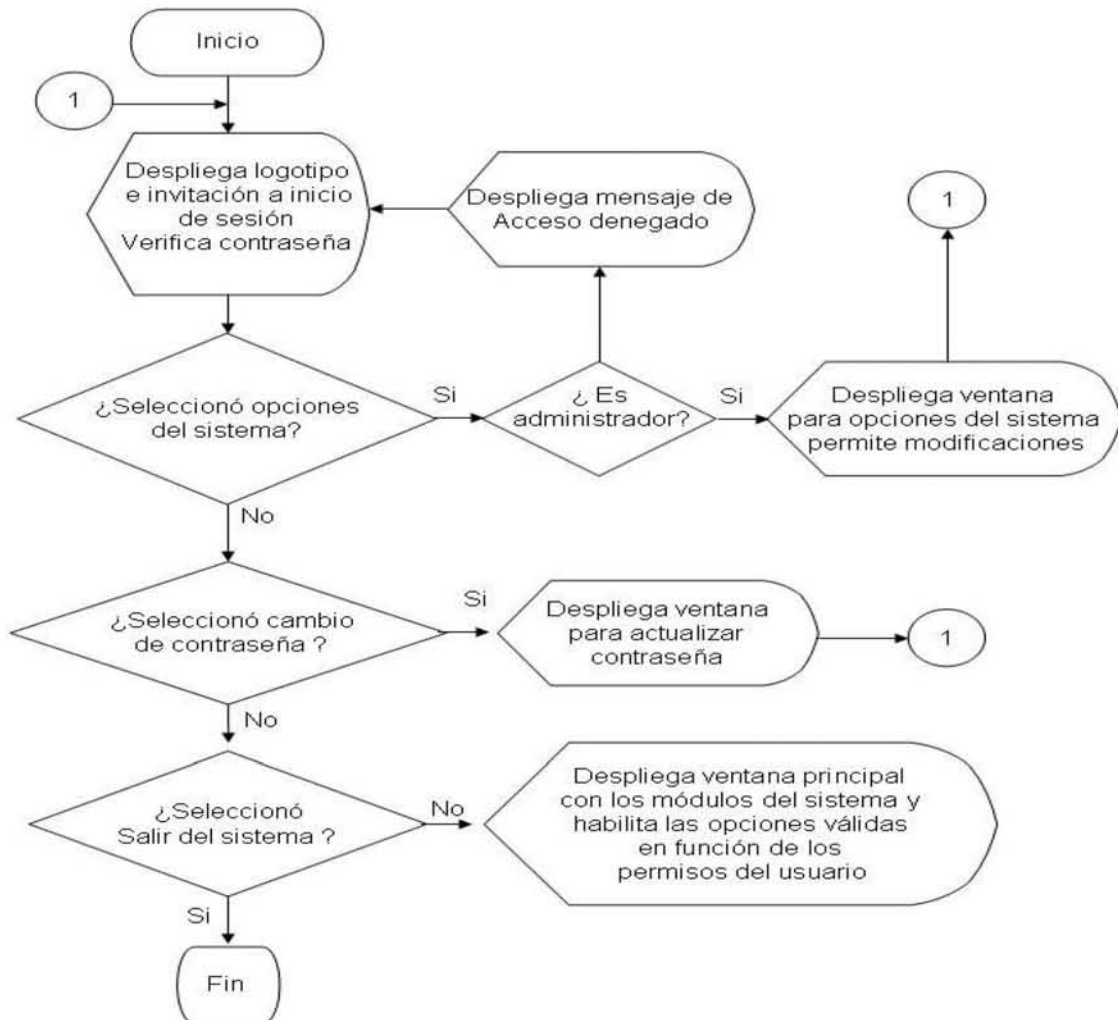 Inicio
1
Despliega logotipo
e invitación a inicio
de sesión
Verifica contraseña
Despliega mensaje de
Acceso denegado
1
¿Seleccionó opciones
del sistema?
Si
¿ Es
administrador?
Si
Despliega ventana
para opciones del sistema
permite modificaciones
No
¿Seleccionó cambio
de contraseña ?
Si
Despliega ventana
para actualizar
contraseña
1
No
¿Seleccionó
Salir del sistema ?
No
Despliega ventana principal
con los módulos del sistema y
habilita las opciones válidas
en función de los
permisos del usuario
Si
Fin